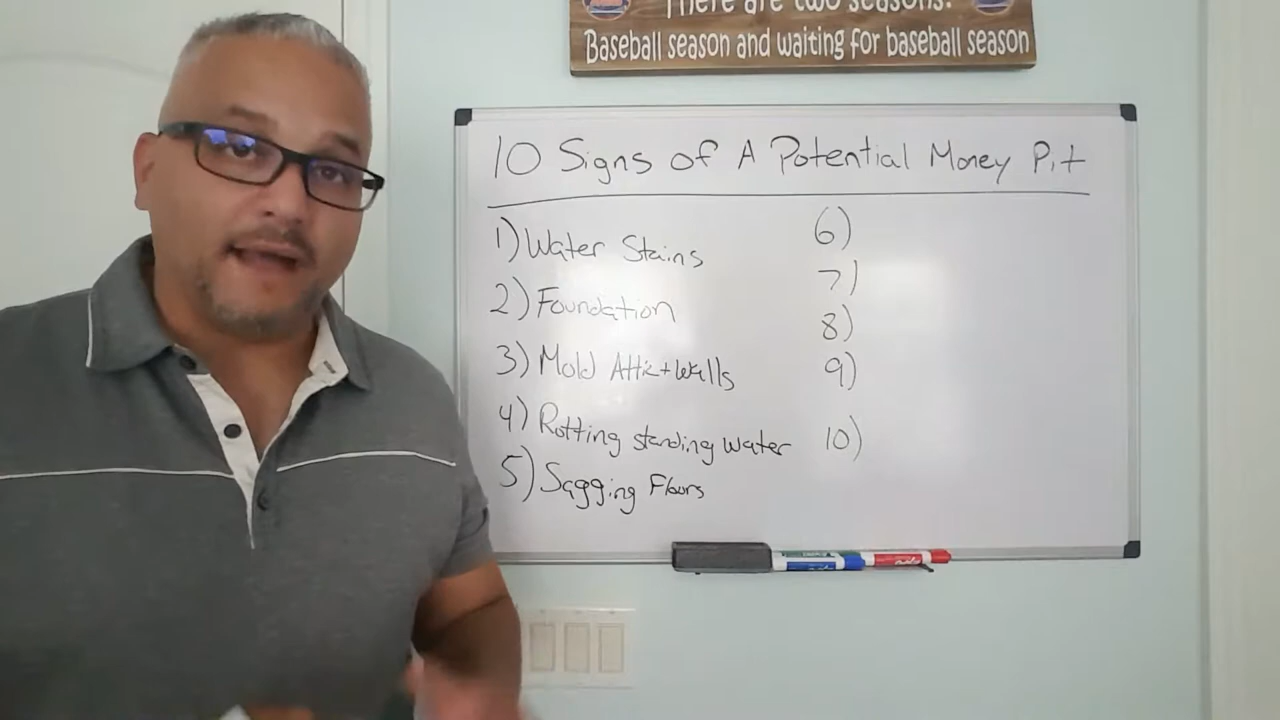 There are two seasons:
Baseball season and waiting for baseball season
10 Signs of A Potential Money Pit
1) Water Stains
2) Foundation
3) Mold Attic + Walls
4) Rotting standing water
5) Sagging Floors
6)
7)
8)
9)
10)